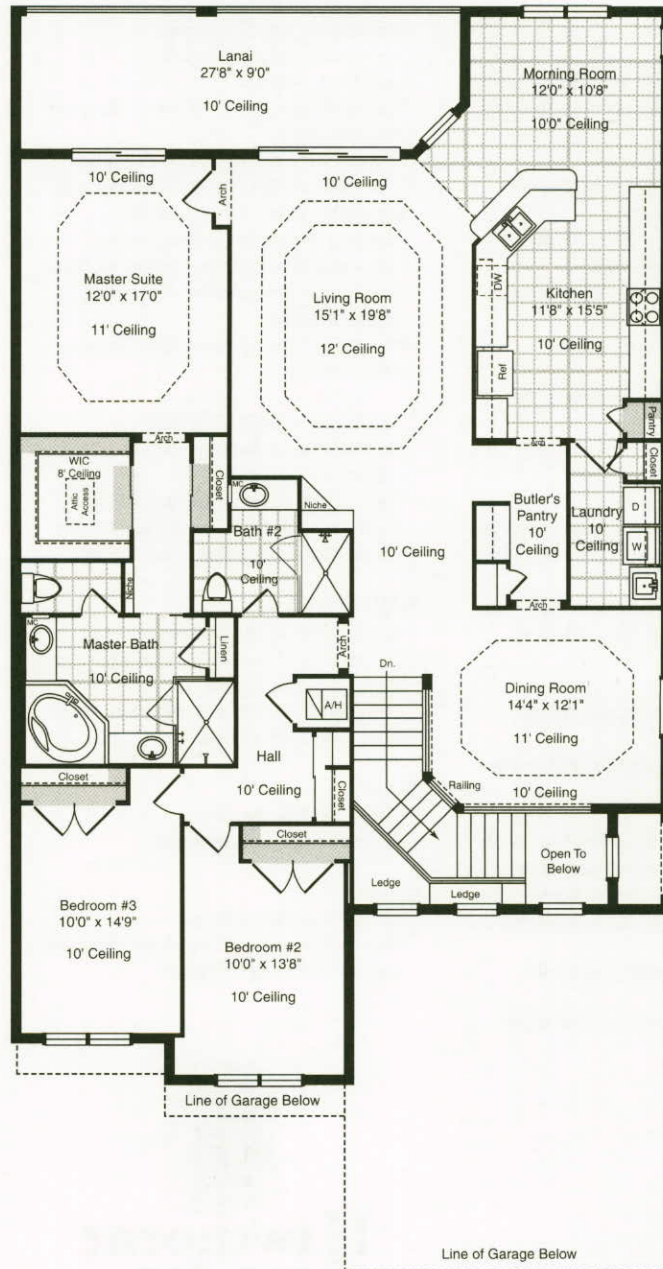 Lanai
27'8" x 9'0"
10' Ceiling
Morning Room
12'0" x 10'8"
10'0" Ceiling
10' Ceiling
Arch
10' Ceiling
Master Suite
12'0" x 17'0"
11' Ceiling
Living Room
15'1" x 19'8"
12' Ceiling
DW
Kitchen
11'8" x 15'5"
10' Ceiling
Ref
Pantry
Arch
Arch
WIC
8' Ceiling
Attic
Access
Closet
MC
Niche
Bath #2
10'
Ceiling
10' Ceiling
Butler's
Pantry
10'
Ceiling
Laundry
10'
Ceiling
Closet
D
W
Arch
Niche
MC
Master Bath
10' Ceiling
Linen
Arch
Dn.
A/H
Dining Room
14'4" x 12'1"
11' Ceiling
10' Ceiling
Railing
Hall
10' Ceiling
Closet
Closet
Closet
Ledge
Ledge
Open To
Below
Bedroom #3
10'0" x 14'9"
10' Ceiling
Bedroom #2
10'0" x 13'8"
10' Ceiling
Line of Garage Below
Line of Garage Below